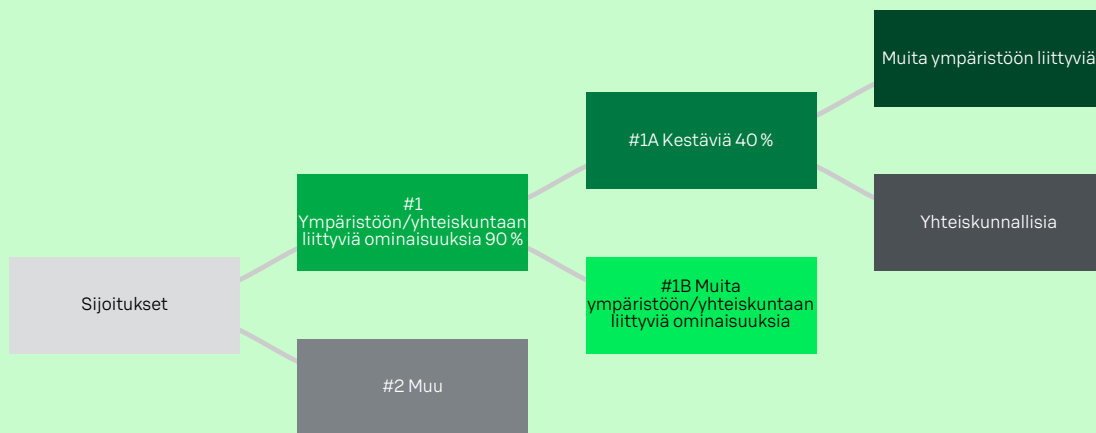 Muita ympäristöön liittyviä
#1A Kestäviä 40 %
#1
Ympäristöön/yhteiskuntaan
liittyviä ominaisuuksia 90 %
Yhteiskunnallisia
Sijoitukset
#1B Muita
ympäristöön/yhteiskuntaan
liittyviä ominaisuuksia
#2 Muu